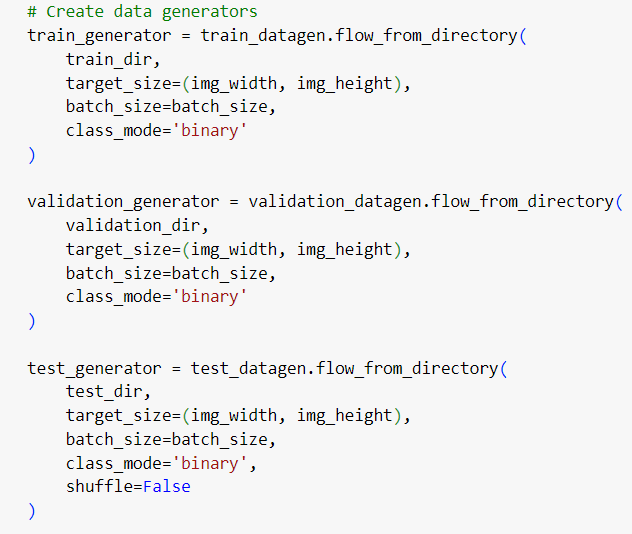 # Create data generators
train_generator = train_datagen.flow_from_directory(
    train_dir,
    target_size=(img_width, img_height),
    batch_size=batch_size,
    class_mode='binary'
)

validation_generator = validation_datagen.flow_from_directory(
    validation_dir,
    target_size=(img_width, img_height),
    batch_size=batch_size,
    class_mode='binary'
)

test_generator = test_datagen.flow_from_directory(
    test_dir,
    target_size=(img_width, img_height),
    batch_size=batch_size,
    class_mode='binary',
    shuffle=False
)